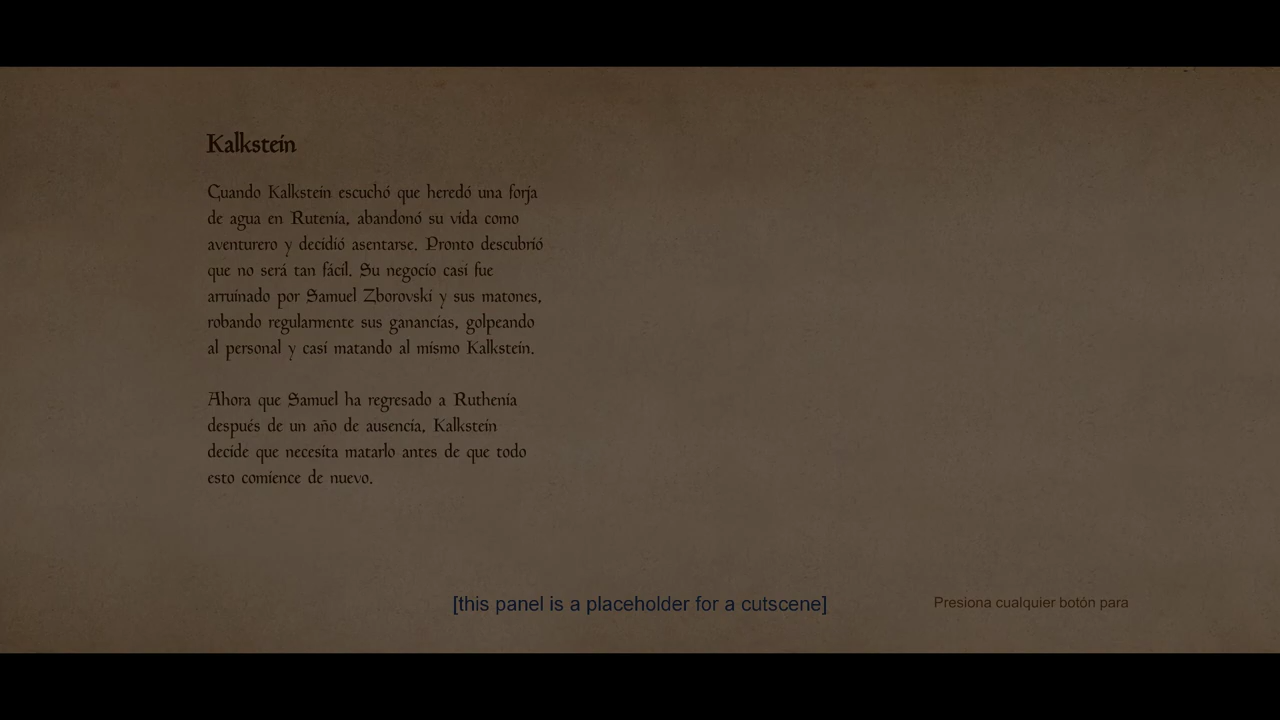 Kalkstein
Cuando Kalkstein escuchó que heredó una forja
de agua en Rutenia, abandonó su vida como
aventurero y decidió asentarse. Pronto descubrió
que no será tan fácil. Su negocio casi fue
arruinado por Samuel Zborovski y sus matones,
robando regularmente sus ganancias, golpeando
al personal y casi matando al mismo Kalkstein.
Ahora que Samuel ha regresado a Ruthenia
después de un año de ausencia, Kalkstein
decide que necesita matarlo antes de que todo
esto comience de nuevo.
[this panel is a placeholder for a cutscene]
Presiona cualquier botón para